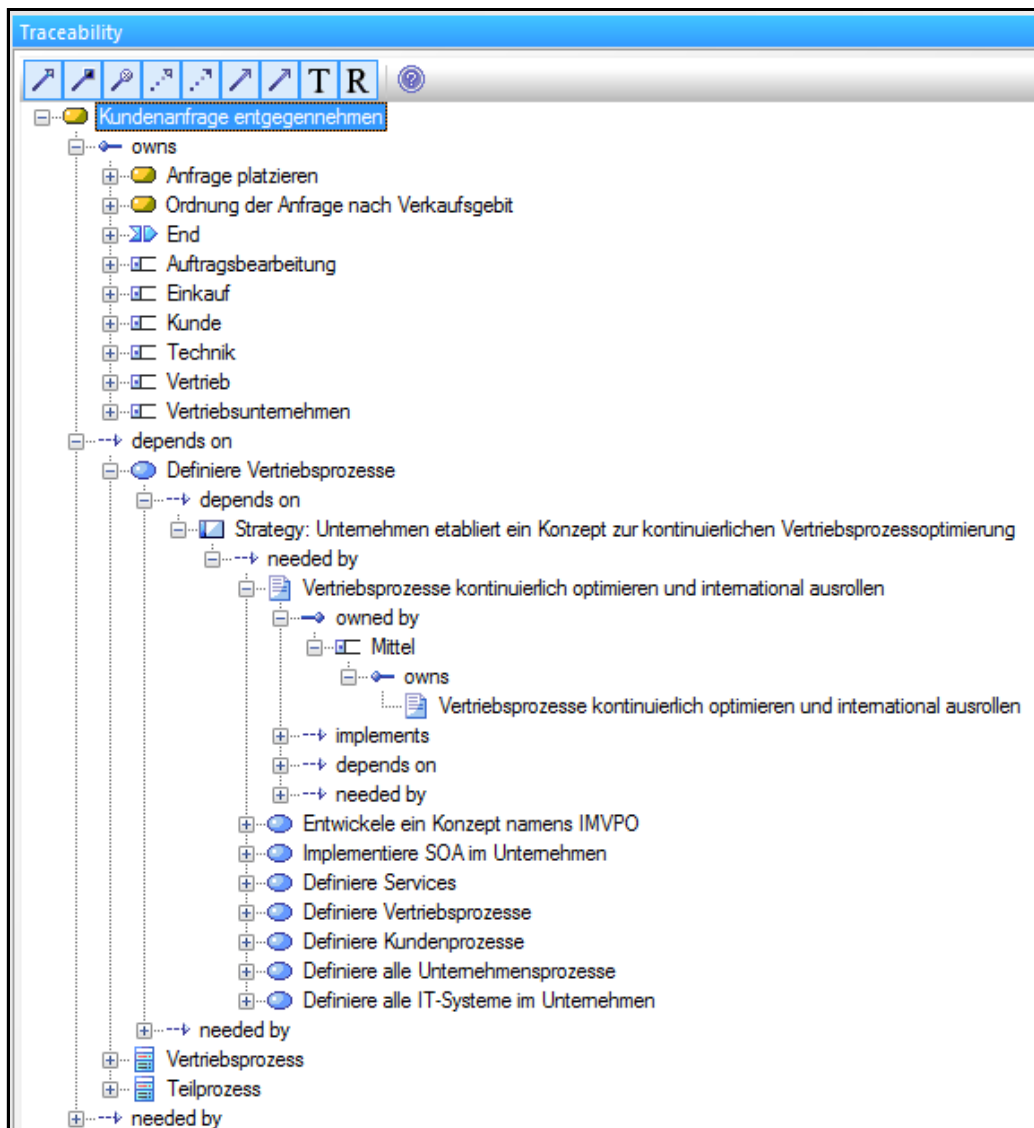 Traceability
T R ?
Kundenanfrage entgegennehmen
owns
Anfrage platzieren
Ordnung der Anfrage nach Verkaufsgebit
End
Auftragsbearbeitung
Einkauf
Kunde
Technik
Vertrieb
Vertriebsunternehmen
depends on
Definiere Vertriebsprozesse
depends on
Strategy: Unternehmen etabliert ein Konzept zur kontinuierlichen Vertriebsprozessoptimierung
needed by
Vertriebsprozesse kontinuierlich optimieren und international ausrollen
owned by
Mittel
owns
Vertriebsprozesse kontinuierlich optimieren und international ausrollen
implements
depends on
needed by
Entwickele ein Konzept namens IMVPO
Implementiere SOA im Unternehmen
Definiere Services
Definiere Vertriebsprozesse
Definiere Kundenprozesse
Definiere alle Unternehmensprozesse
Definiere alle IT-Systeme im Unternehmen
needed by
Vertriebsprozess
Teilprozess
needed by